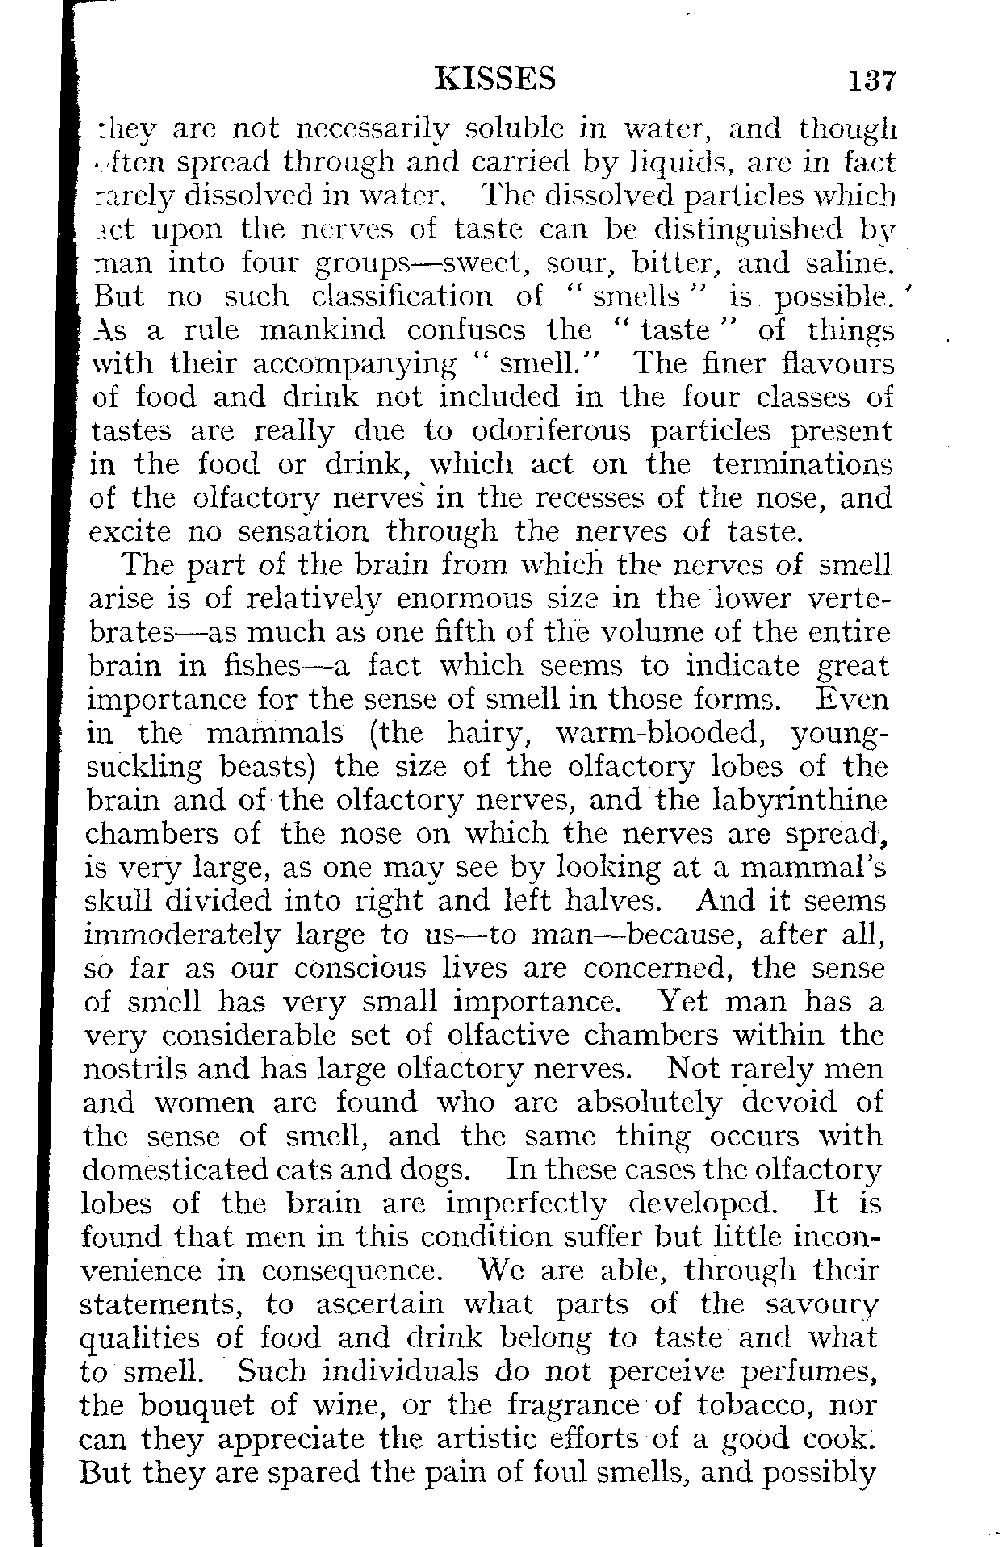 KISSES 137
they are not necessarily soluble in water, and though
often spread through and carried by liquids, are in fact
rarely dissolved in water. The dissolved particles which
act upon the nerves of taste can be distinguished by
man into four groups—sweet, sour, bitter, and saline.
But no such classification of “ smells ” is possible.
As a rule mankind confuses the “ taste ” of things
with their accompanying “ smell.” The finer flavours
of food and drink not included in the four classes of
tastes are really due to odoriferous particles present
in the food or drink, which act on the terminations
of the olfactory nerves in the recesses of the nose, and
excite no sensation through the nerves of taste.
The part of the brain from which the nerves of smell
arise is of relatively enormous size in the lower verte-
brates—as much as one fifth of the volume of the entire
brain in fishes—a fact which seems to indicate great
importance for the sense of smell in those forms. Even
in the mammals (the hairy, warm-blooded, young-
suckling beasts) the size of the olfactory lobes of the
brain and of the olfactory nerves, and the labyrinthine
chambers of the nose on which the nerves are spread,
is very large, as one may see by looking at a mammal's
skull divided into right and left halves. And it seems
immoderately large to us—to man—because, after all,
so far as our conscious lives are concerned, the sense
of smell has very small importance. Yet man has a
very considerable set of olfactive chambers within the
nostrils and has large olfactory nerves. Not rarely men
and women are found who are absolutely devoid of
the sense of smell, and the same thing occurs with
domesticated cats and dogs. In these cases the olfactory
lobes of the brain are imperfectly developed. It is
found that men in this condition suffer but little incon-
venience in consequence. We are able, through their
statements, to ascertain what parts of the savoury
qualities of food and drink belong to taste and what
to smell. Such individuals do not perceive perfumes,
the bouquet of wine, or the fragrance of tobacco, nor
can they appreciate the artistic efforts of a good cook.
But they are spared the pain of foul smells, and possibly